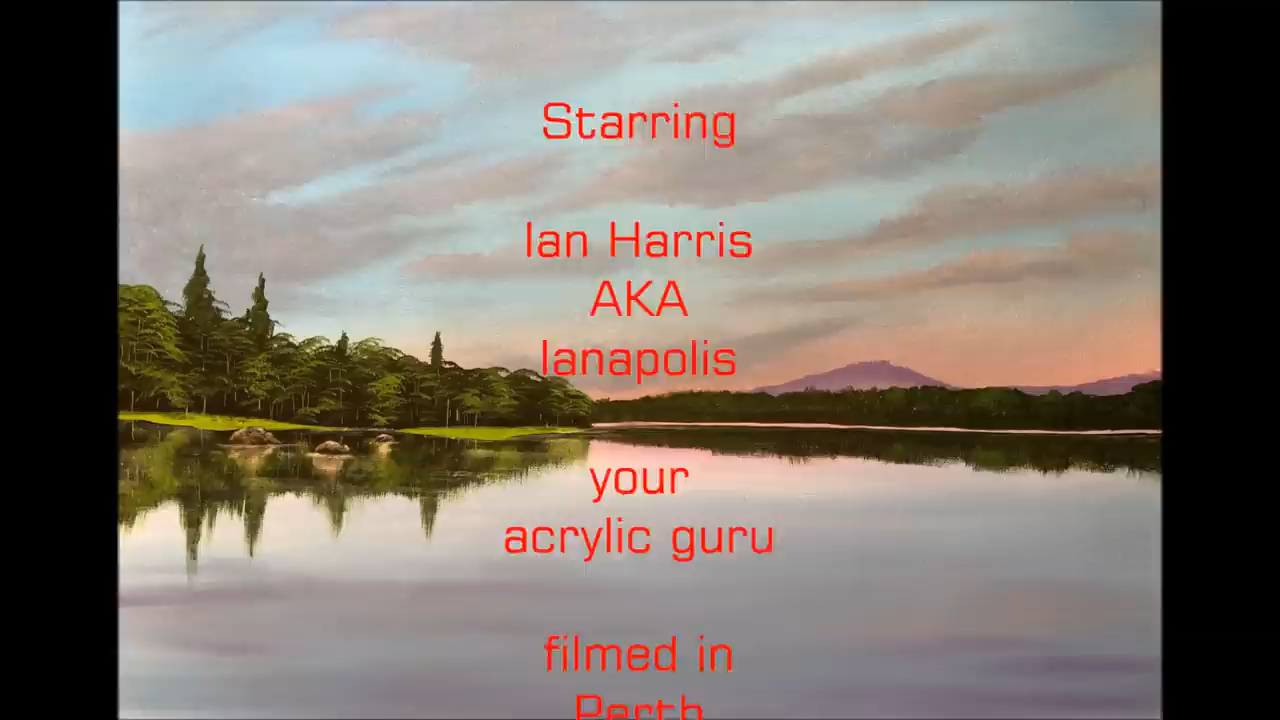 Starring
Ian Harris
AKA
Ianapolis
your
acrylic guru
filmed in
Perth